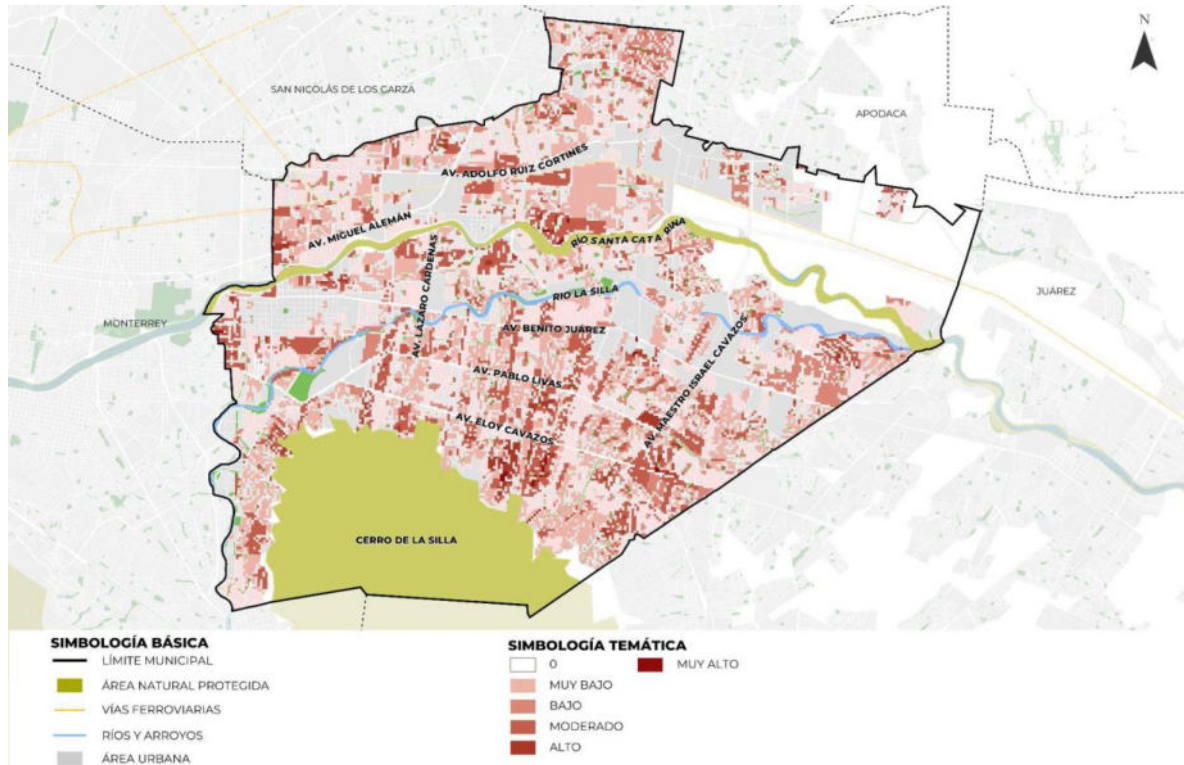 N
SAN NICOLÁS DE LOS GARZA
APODACA
AV. ADOLFO RUIZ CORTINES
AV. MIGUEL ALEMÁN
RÍO SANTA CATARINA
AV. LÁZARO CÁRDENAS
RIO LA SILLA
JUÁREZ
MONTERREY
AV. BENITO JUÁREZ
AV. MAESTRO ISRAEL CAVAZOS
AV. PABLO LIVAS
AV. ELOY CAVAZOS
CERRO DE LA SILLA
SIMBOLOGÍA BÁSICA
LÍMITE MUNICIPAL
ÁREA NATURAL PROTEGIDA
VÍAS FERROVIARIAS
RÍOS Y ARROYOS
ÁREA URBANA
SIMBOLOGÍA TEMÁTICA
0
MUY BAJO
BAJO
MODERADO
ALTO
MUY ALTO